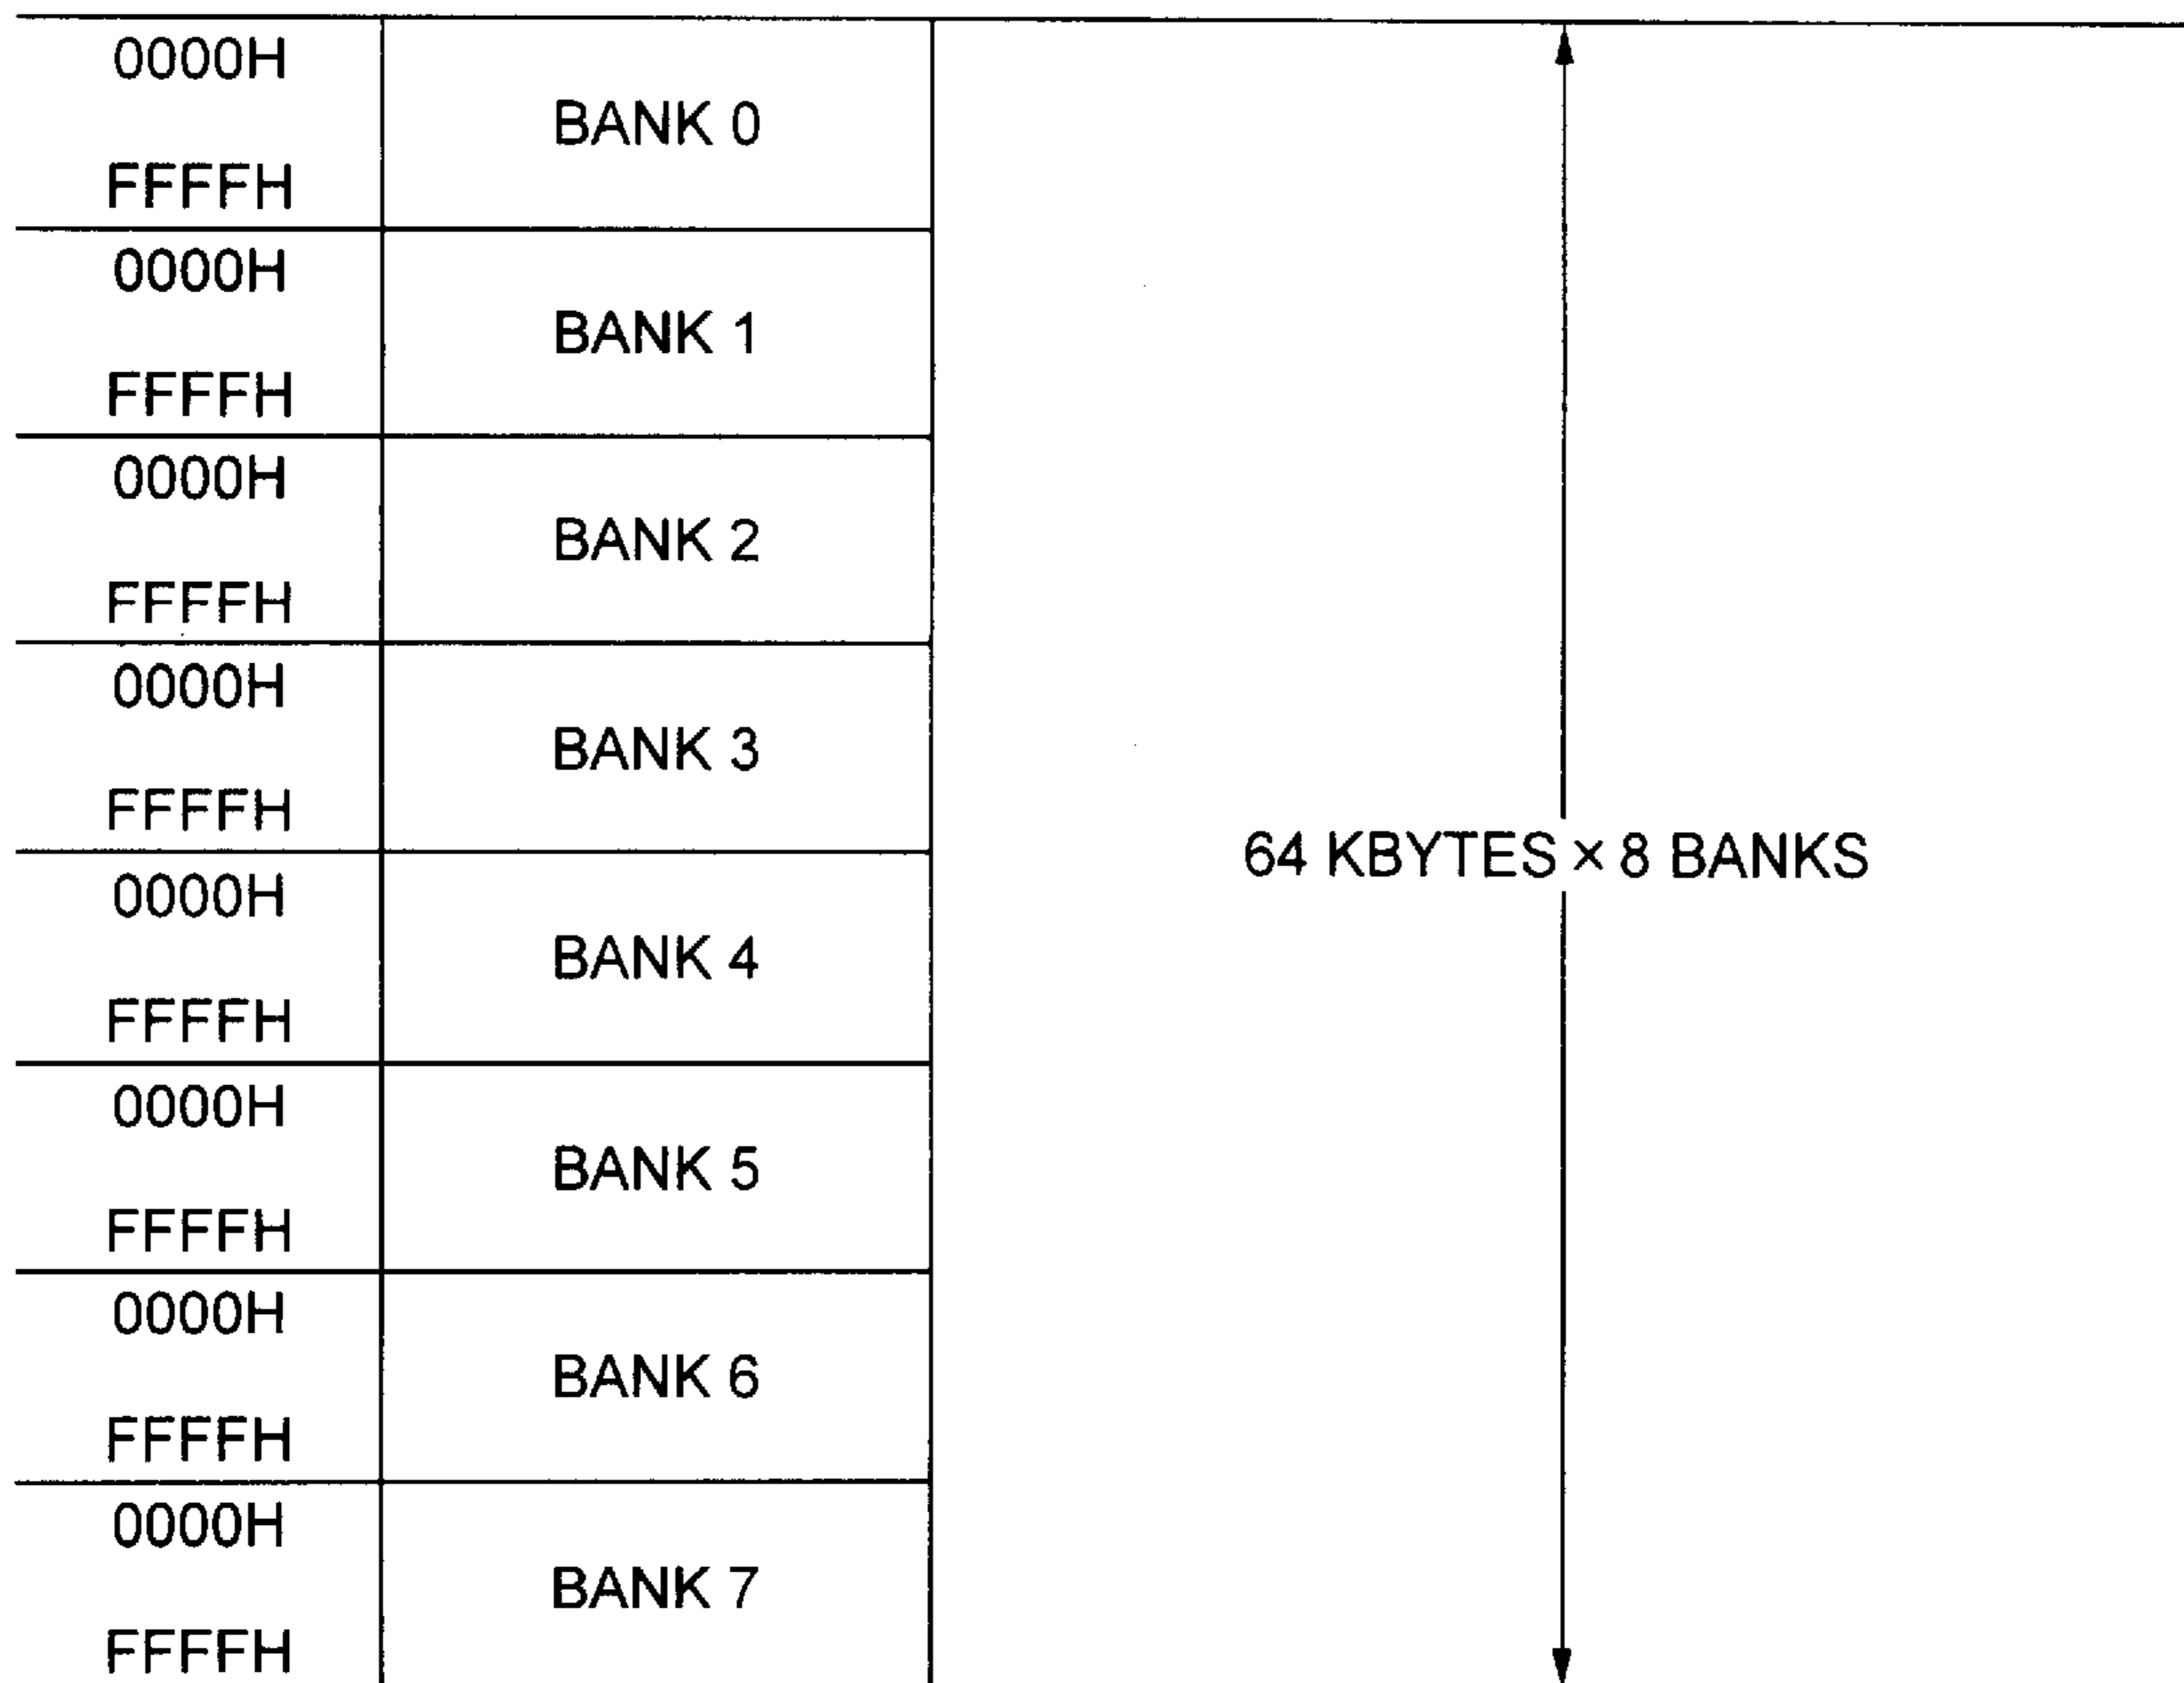 0000H
BANK 0
FFFFH
0000H
BANK 1
FFFFH
0000H
BANK 2
FFFFH
0000H
BANK 3
FFFFH
64 KBYTES × 8 BANKS
0000H
BANK 4
FFFFH
0000H
BANK 5
FFFFH
0000H
BANK 6
FFFFH
0000H
BANK 7
FFFFH